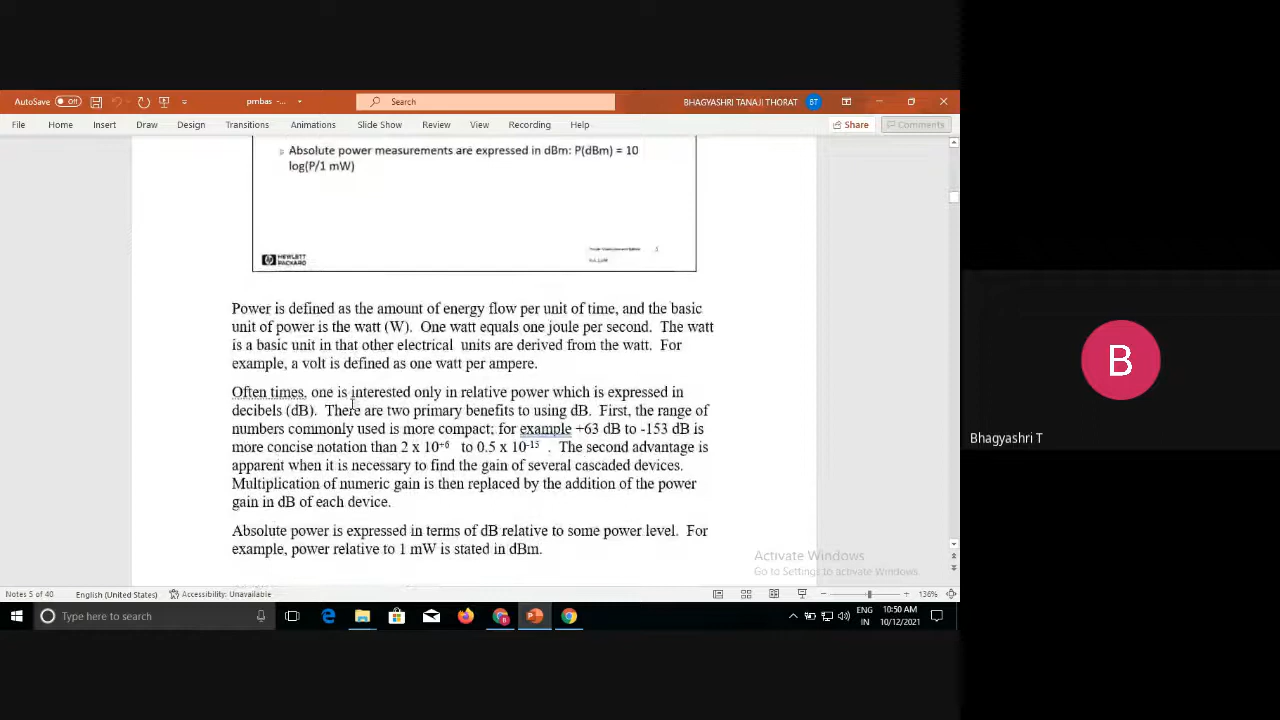 AutoSave Off prnbas -... Search BHAGYASHRI TANAJI THORAT BT
File Home Insert Draw Design Transitions Animations Slide Show Review View Recording Help Share Comments
Absolute power measurements are expressed in dBm: P(dBm) = 10
log(P/1 mW)
HEWLETT
PACKARD
Power is defined as the amount of energy flow per unit of time, and the basic
unit of power is the watt (W). One watt equals one joule per second. The watt
is a basic unit in that other electrical units are derived from the watt. For
example, a volt is defined as one watt per ampere.
Often times, one is interested only in relative power which is expressed in
decibels (dB). There are two primary benefits to using dB. First, the range of
numbers commonly used is more compact; for example +63 dB to -153 dB is
more concise notation than 2 x 10+6 to 0.5 x 10-15 . The second advantage is
apparent when it is necessary to find the gain of several cascaded devices.
Multiplication of numeric gain is then replaced by the addition of the power
gain in dB of each device.
Absolute power is expressed in terms of dB relative to some power level. For
example, power relative to 1 mW is stated in dBm.
Activate Windows
Go to Settings to activate Windows.
Notes 5 of 40 English (United States) Accessibility: Unavailable 136%
Type here to search ENG 10:50 AM
IN 10/12/2021
B
Bhagyashri T